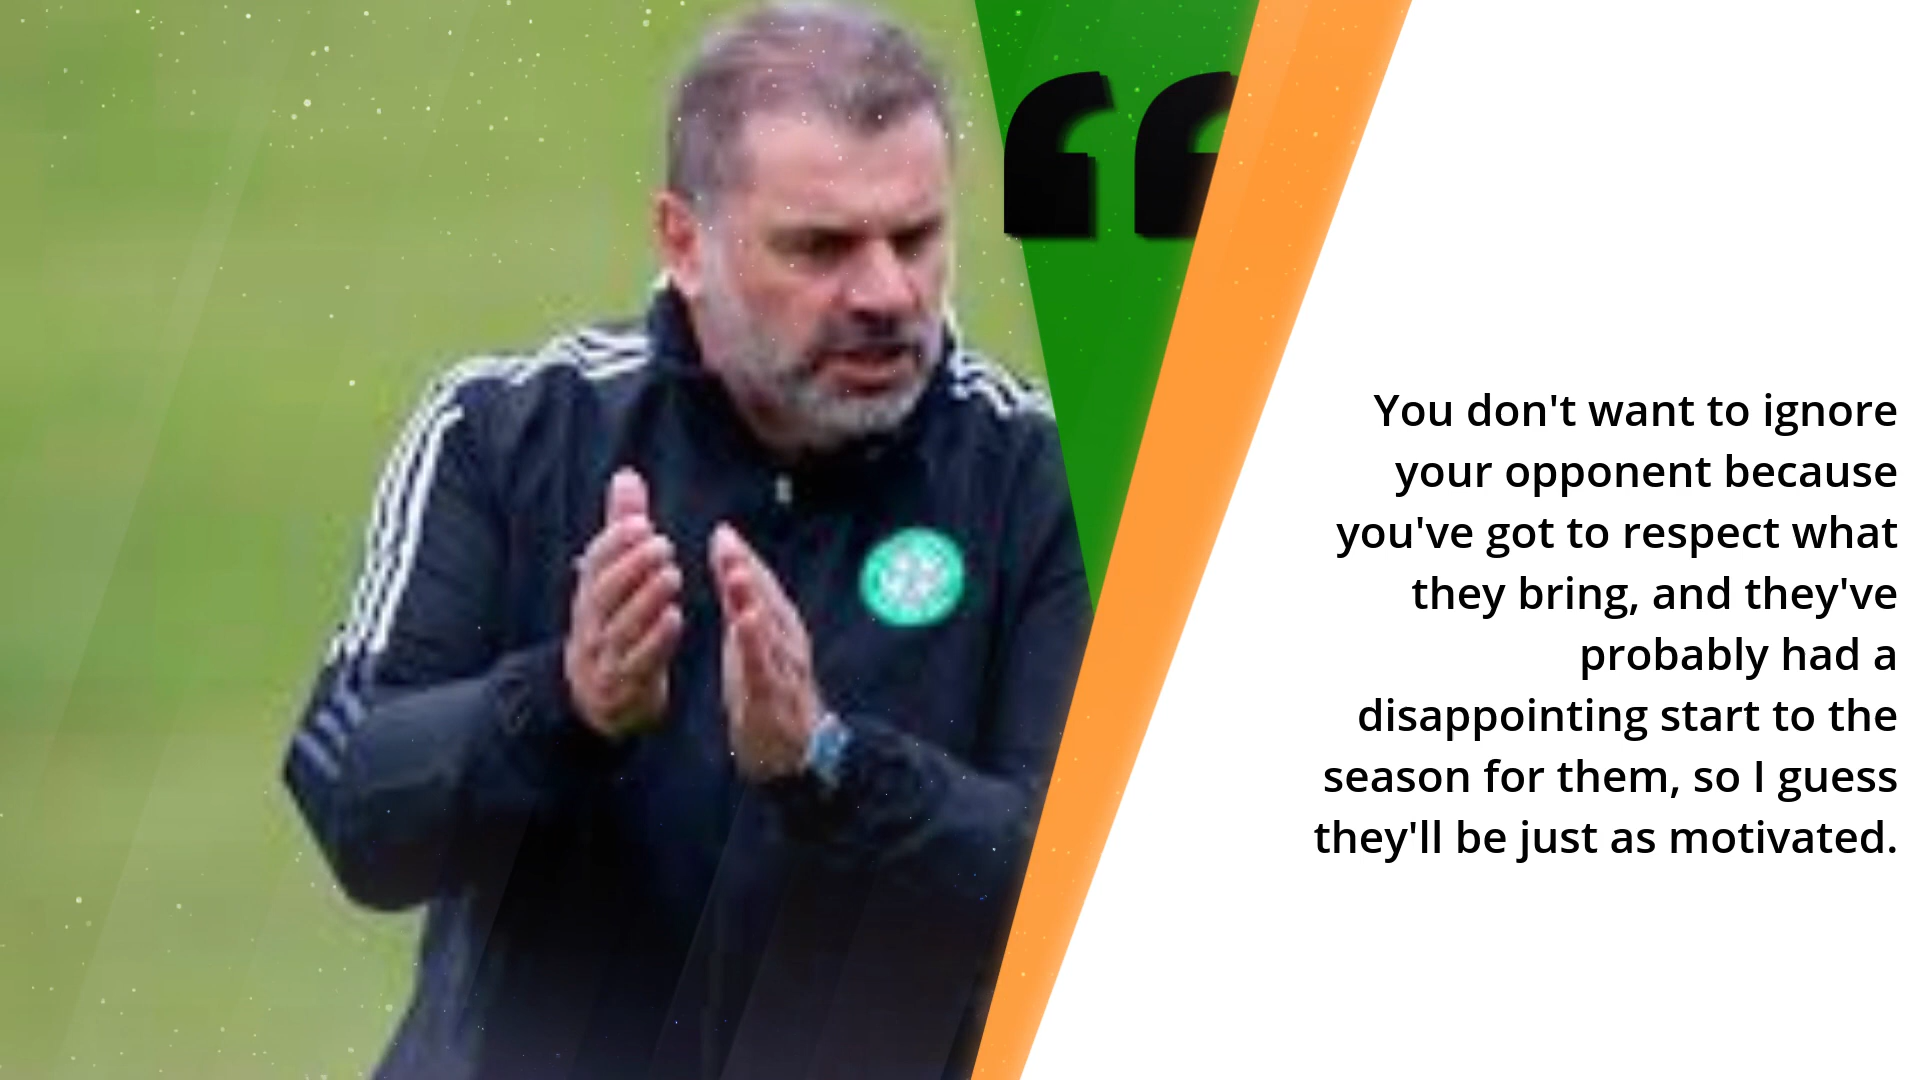 “
You don't want to ignore
your opponent because
you've got to respect what
they bring, and they've
probably had a
disappointing start to the
season for them, so I guess
they'll be just as motivated.